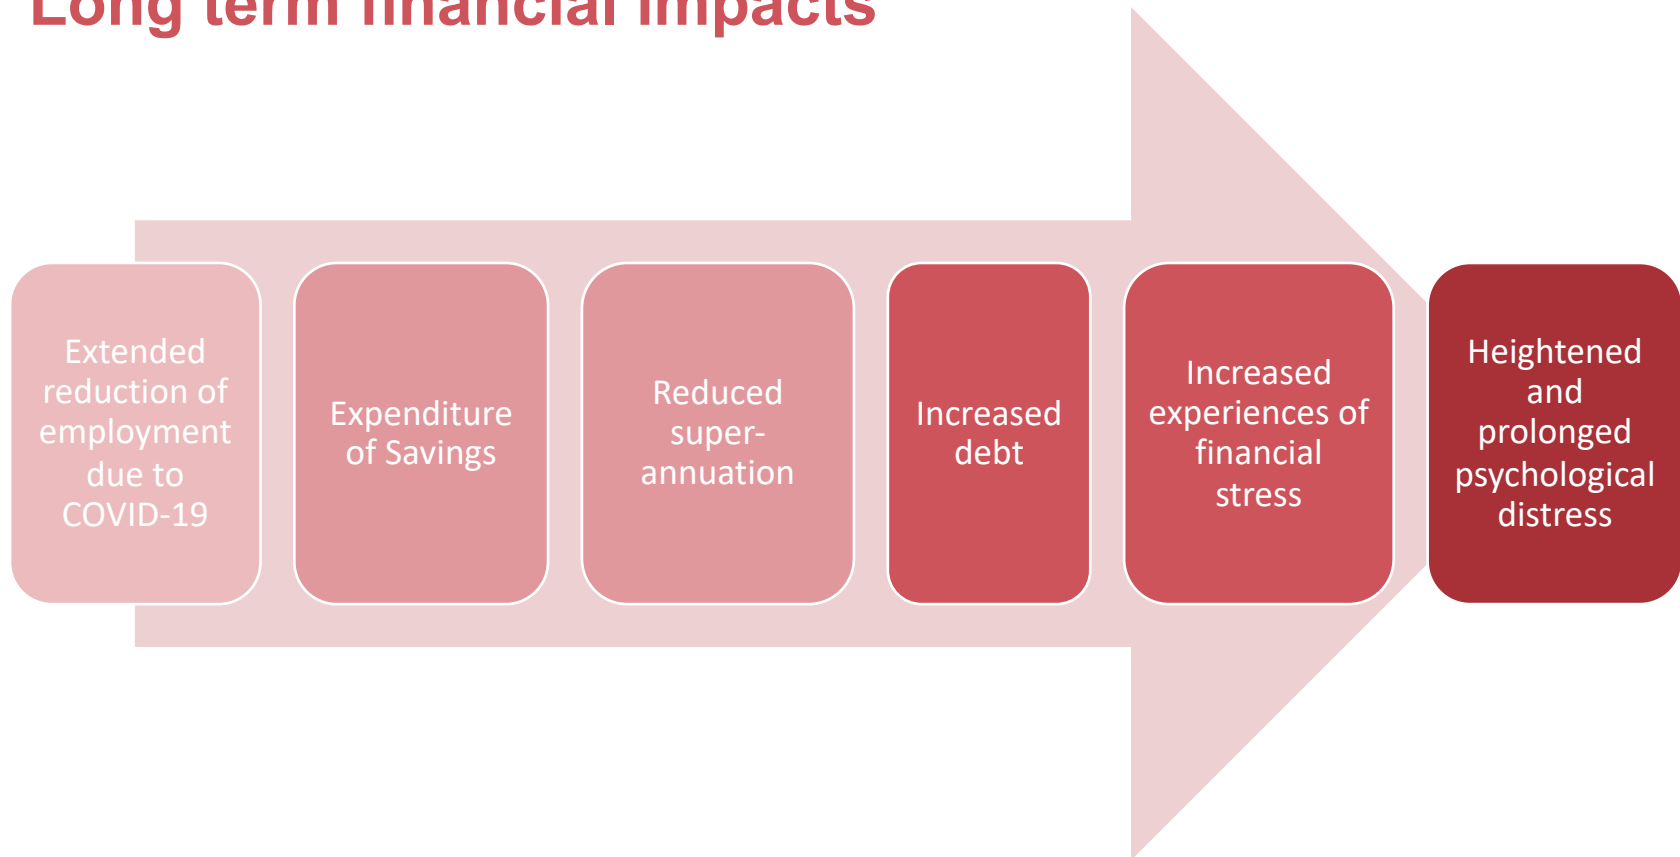 Long term financial impacts
Extended
reduction of
employment
due to
COVID-19
Expenditure
of Savings
Reduced
super-
annuation
Increased
debt
Increased
experiences of
financial
stress
Heightened
and
prolonged
psychological
distress